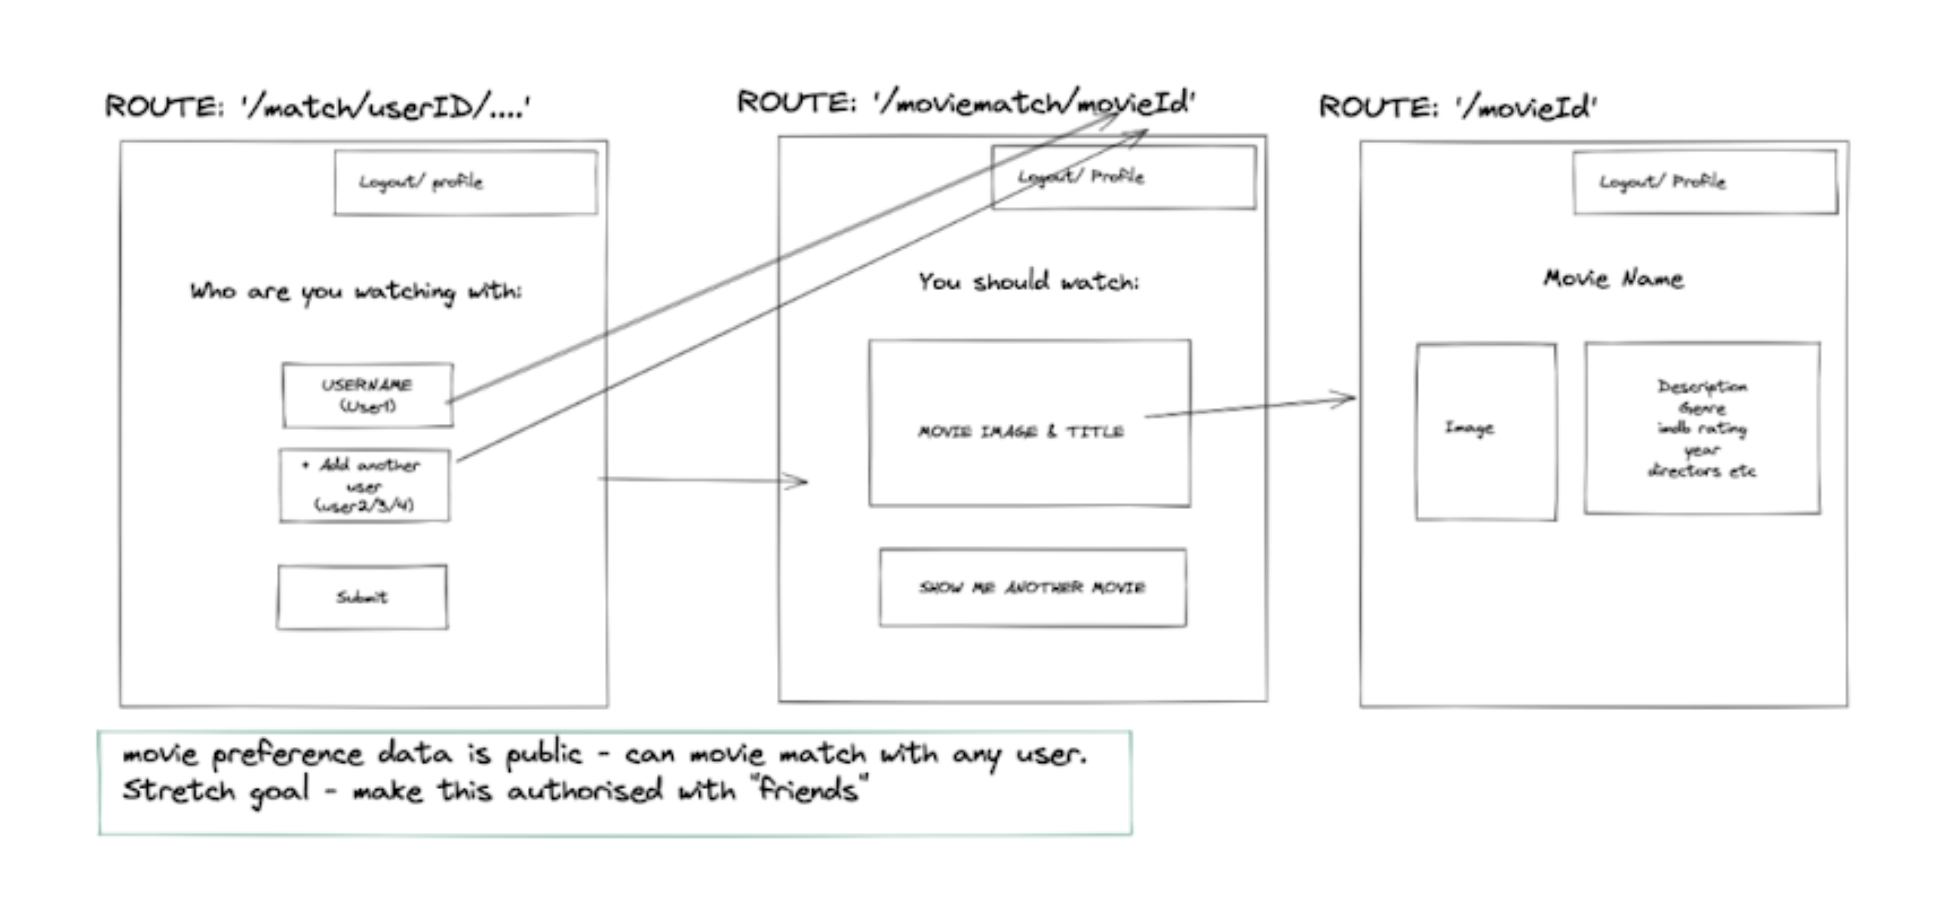 ROUTE: '/match/userID/....'
Logout/ profile
Who are you watching with:
USERNAME
(User1)
+ Add another
user
(user2/3/4)
Submit
ROUTE: '/moviematch/movieId'
Logout/ Profile
You should watch:
MOVIE IMAGE & TITLE
SHOW ME ANOTHER MOVIE
ROUTE: '/movieId'
Logout/ Profile
Movie Name
Image
Description
Genre
imdb rating
year
directors etc
movie preference data is public - can movie match with any user.
Stretch goal - make this authorised with "friends"